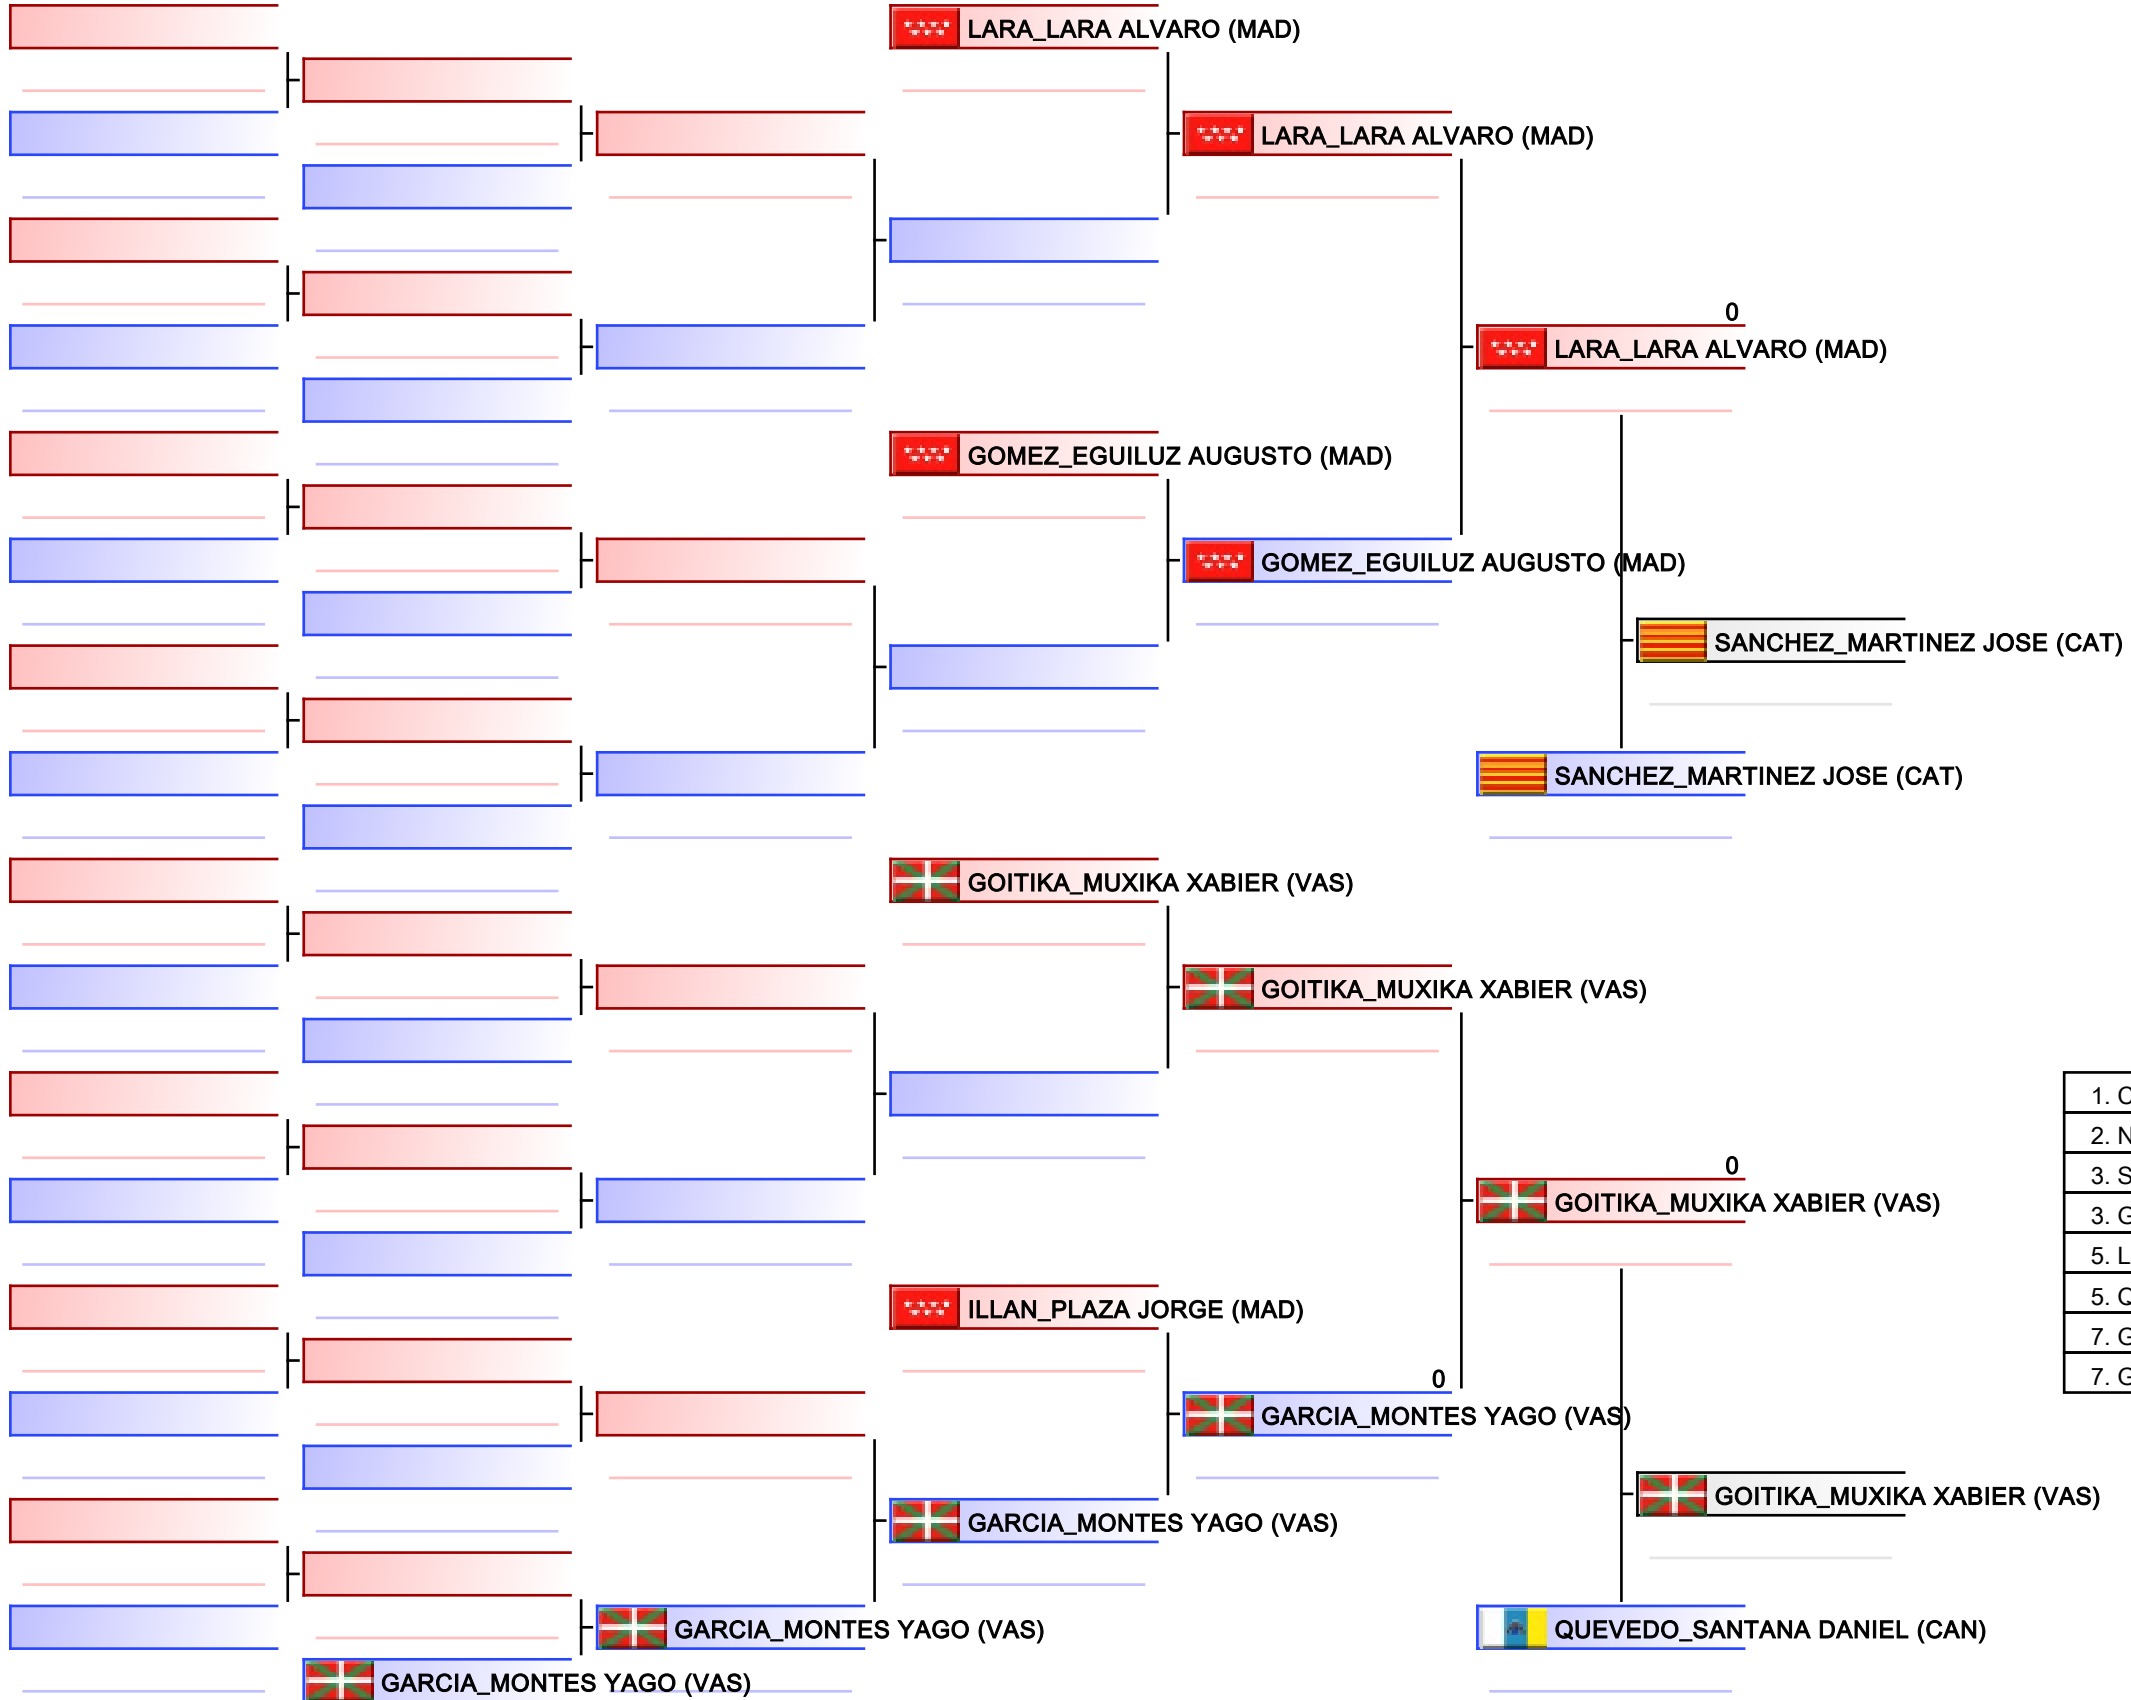 LARA_LARA ALVARO (MAD)
LARA_LARA ALVARO (MAD)
0
LARA_LARA ALVARO (MAD)
GOMEZ_EGUILUZ AUGUSTO (MAD)
GOMEZ_EGUILUZ AUGUSTO (MAD)
SANCHEZ_MARTINEZ JOSE (CAT)
SANCHEZ_MARTINEZ JOSE (CAT)
GOITIKA_MUXIKA XABIER (VAS)
GOITIKA_MUXIKA XABIER (VAS)
1. C
2. N
0
3. S
GOITIKA_MUXIKA XABIER (VAS)
3. G
5. L
5. Q
ILLAN_PLAZA JORGE (MAD)
7. G
0
7. G
GARCIA_MONTES YAGO (VAS)
GOITIKA_MUXIKA XABIER (VAS)
GARCIA_MONTES YAGO (VAS)
GARCIA_MONTES YAGO (VAS)
QUEVEDO_SANTANA DANIEL (CAN)
GARCIA_MONTES YAGO (VAS)